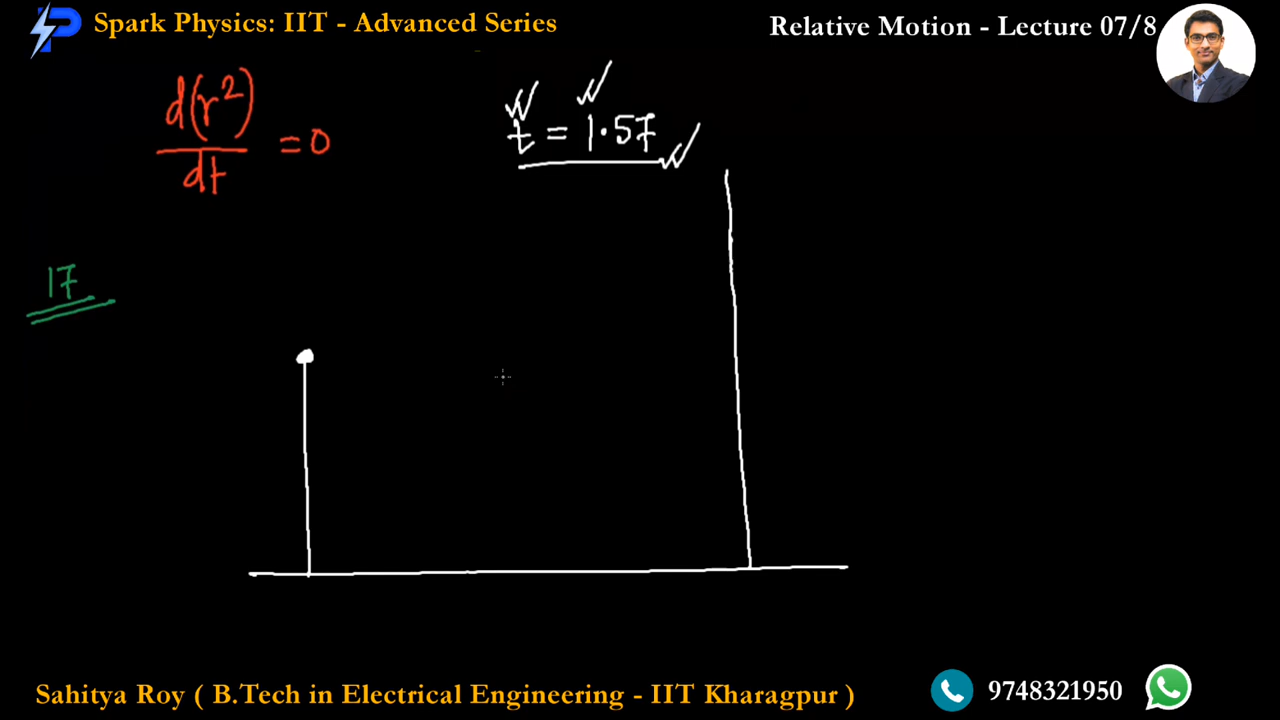 Spark Physics: IIT - Advanced Series
Relative Motion - Lecture 07/8
d(r²)/dt = 0
t = 1.57
17
Sahitya Roy ( B.Tech in Electrical Engineering - IIT Kharagpur )
9748321950